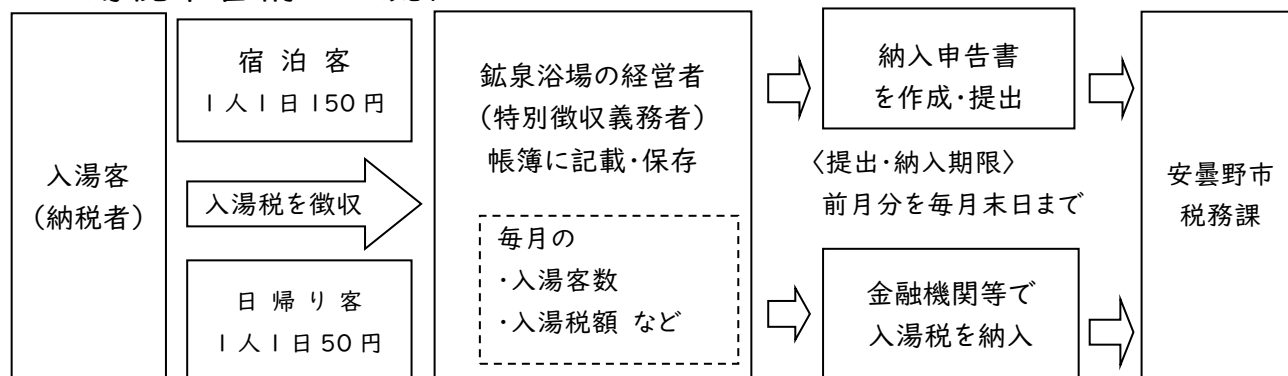 入湯客
(納税者)
宿 泊 客
1人1日150円
入湯税を徴収
日 帰 り 客
1人1日50円
鉱泉浴場の経営者
(特別徴収義務者)
帳簿に記載・保存
毎月の
・入湯客数
・入湯税額 など
納入申告書
を作成・提出
〈提出・納入期限〉
前月分を毎月末日まで
金融機関等で
入湯税を納入
安曇野市
税務課